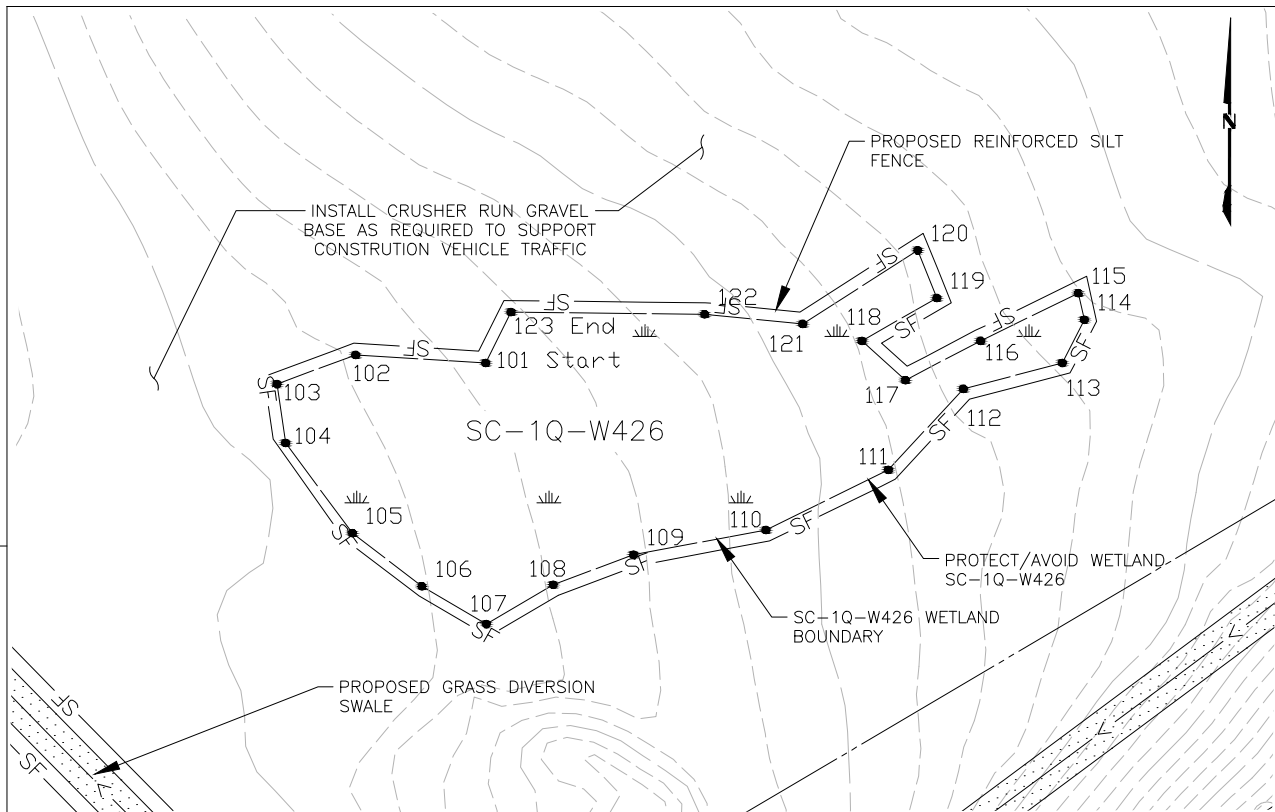 N
PROPOSED REINFORCED SILT
FENCE
INSTALL CRUSHER RUN GRAVEL
BASE AS REQUIRED TO SUPPORT
CONSTRUTION VEHICLE TRAFFIC
120
115
119
114
SF
SF
122
SF
SF
123 End
118
SF
SF
121
116
SF
SF
101 Start
102
103
SF
117
113
112
SC-1Q-W426
104
SF
111
105
110
SF
SF
109
PROTECT/AVOID WETLAND
SC-1Q-W426
106
108
SF
107
SF
SC-1Q-W426 WETLAND
BOUNDARY
PROPOSED GRASS DIVERSION
SWALE
SF
SF